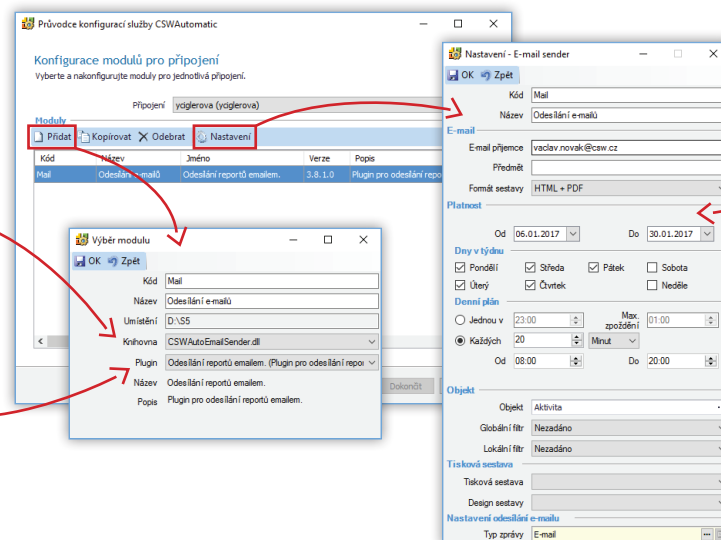 Průvodce konfigurací služby CSWAutomatic
Konfigurace modulů pro připojení
Vyberte a nakonfigurujte moduly pro jednotlivá připojení.
Připojení yciglerova (yciglerova)
Moduly
Přidat Kopírovat Odebrat Nastavení
Kód Název Jméno Verze Popis
Mail Odesílání e-mailů Odesílání reportů emailem. 3.8.1.0 Plugin pro odesílání repo
Dokončit
Výběr modulu
OK Zpět
Kód Mail
Název Odesílání e-mailů
Umístění D:\S5
Knihovna CSWAutoEmailSender.dll
Plugin Odesílání reportů emailem. (Plugin pro odesílání repor
Název Odesílání reportů emailem.
Popis Plugin pro odesílání reportů emailem.
Nastavení - E-mail sender
OK Zpět
Kód Mail
Název Odesílání e-mailů
E-mail
E-mail příjemce vaclav.novak@csw.cz
Předmět
Formát sestavy HTML + PDF
Platnost
Od 06.01.2017 Do 30.01.2017
Dny v týdnu
Pondělí Středa Pátek Sobota
Úterý Čtvrtek Neděle
Denní plán
Jednou v 23:00 Max. zpoždění 01:00
Každých 20 Minut
Od 08:00 Do 20:00
Objekt
Objekt Aktivita
Globální filtr Nezadáno
Lokální filtr Nezadáno
Tisková sestava
Tisková sestava
Design sestavy
Nastavení odesílání e-mailu
Typ zprávy E-mail